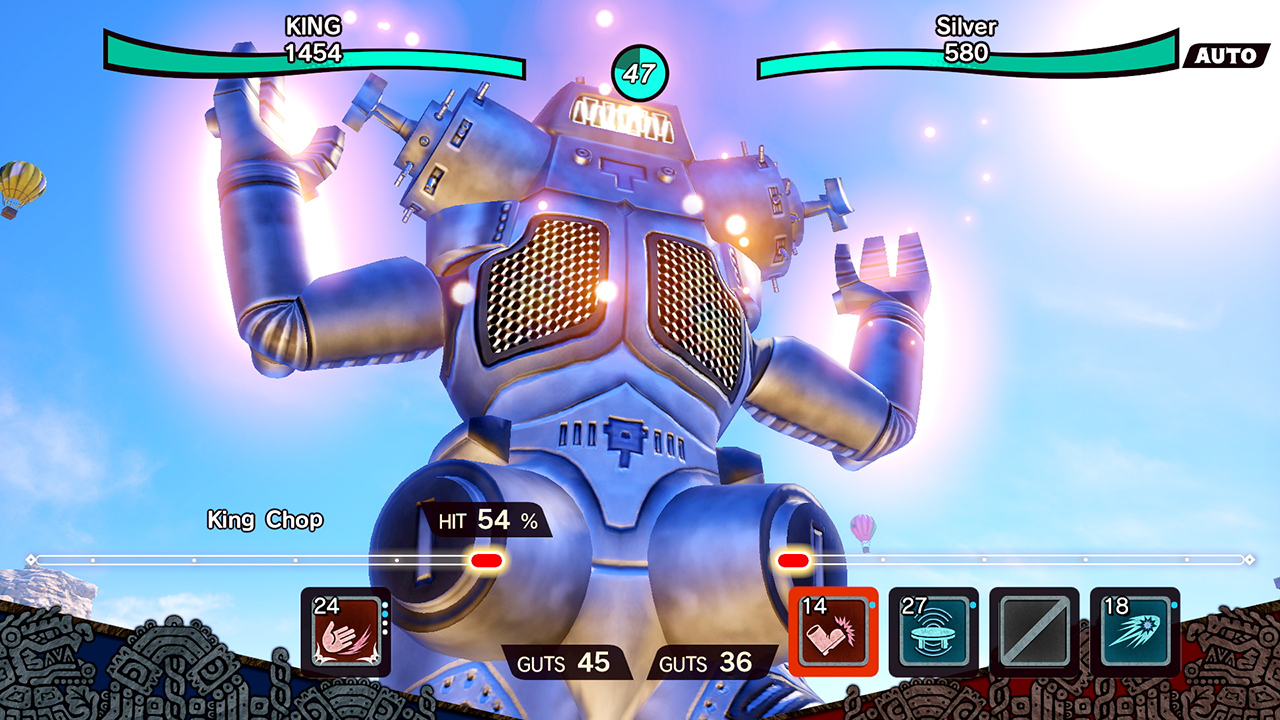 KING
1454
47
Silver
580
AUTO
King Chop
HIT 54 %
24
14
27
18
GUTS 45
GUTS 36